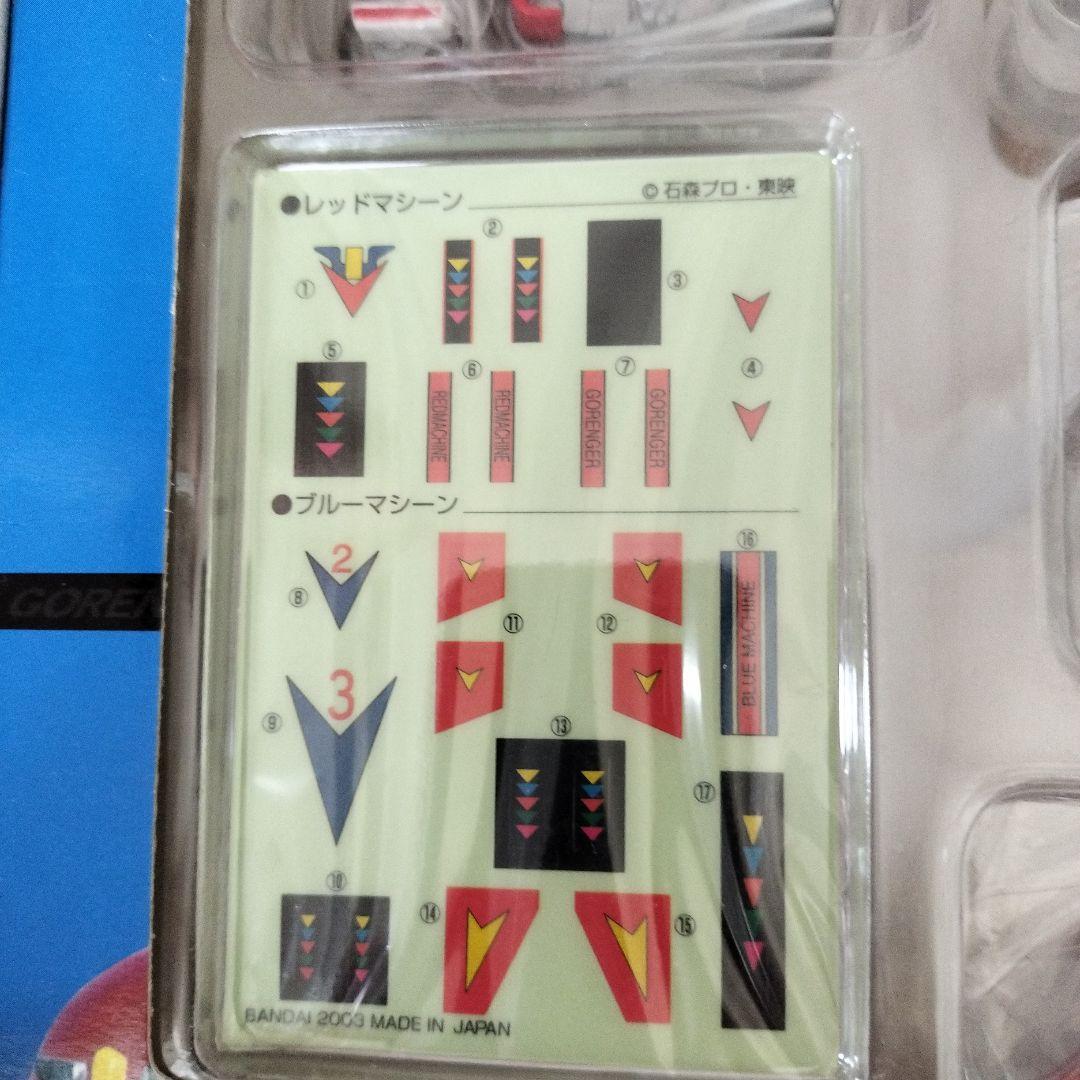 ●レッドマシーン
©石森プロ・東映
①
②
③
④
⑤
⑥
REDMACHINE
REDMACHINE
⑦
GORENGER
GORENGER
●ブルーマシーン
⑧
2
⑨
3
⑪
⑫
⑯
BLUE MACHINE
⑬
⑰
⑩
⑭
⑮
BANDAI 2003 MADE IN JAPAN
GOREN